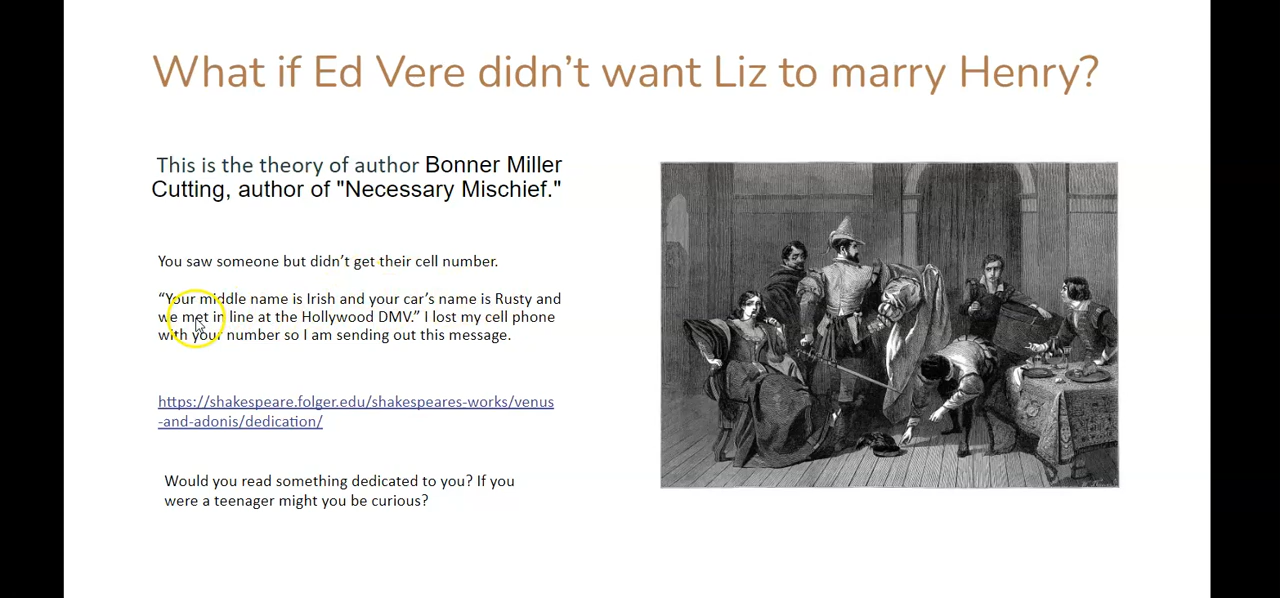 What if Ed Vere didn’t want Liz to marry Henry?
This is the theory of author Bonner Miller
Cutting, author of "Necessary Mischief."
You saw someone but didn’t get their cell number.
“Your middle name is Irish and your car’s name is Rusty and
we met in line at the Hollywood DMV.” I lost my cell phone
with your number so I am sending out this message.
https://shakespeare.folger.edu/shakespeares-works/venus
-and-adonis/dedication/
Would you read something dedicated to you? If you
were a teenager might you be curious?